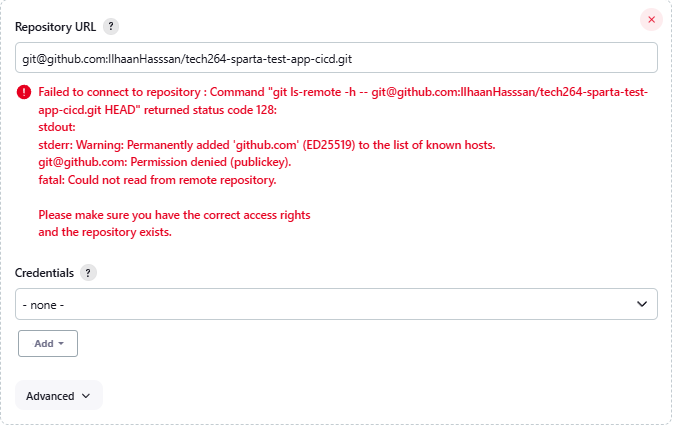 Repository URL ?
git@github.com:IlhaanHasssan/tech264-sparta-test-app-cicd.git
Failed to connect to repository : Command "git ls-remote -h -- git@github.com:IlhaanHasssan/tech264-sparta-test-
app-cicd.git HEAD" returned status code 128:
stdout:
stderr: Warning: Permanently added 'github.com' (ED25519) to the list of known hosts.
git@github.com: Permission denied (publickey).
fatal: Could not read from remote repository.
Please make sure you have the correct access rights
and the repository exists.
Credentials ?
- none -
Add
Advanced